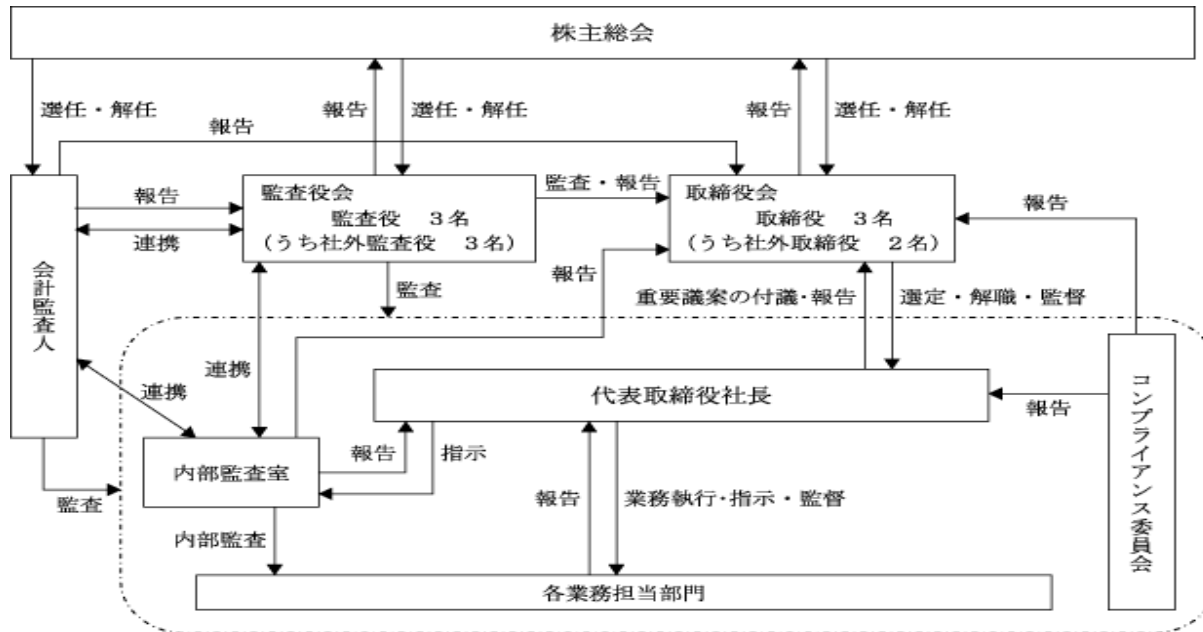 株主総会
選任・解任
報告
選任・解任
報告
選任・解任
報告
監査役会
監査役　３名
（うち社外監査役　３名）
監査・報告
取締役会
取締役　３名
（うち社外取締役　２名）
報告
連携
報告
会計監査人
監査
報告
重要議案の付議・報告
選定・解職・監督
連携
連携
代表取締役社長
報告
コンプライアンス委員会
内部監査室
報告
指示
監査
報告
業務執行・指示・監督
内部監査
各業務担当部門